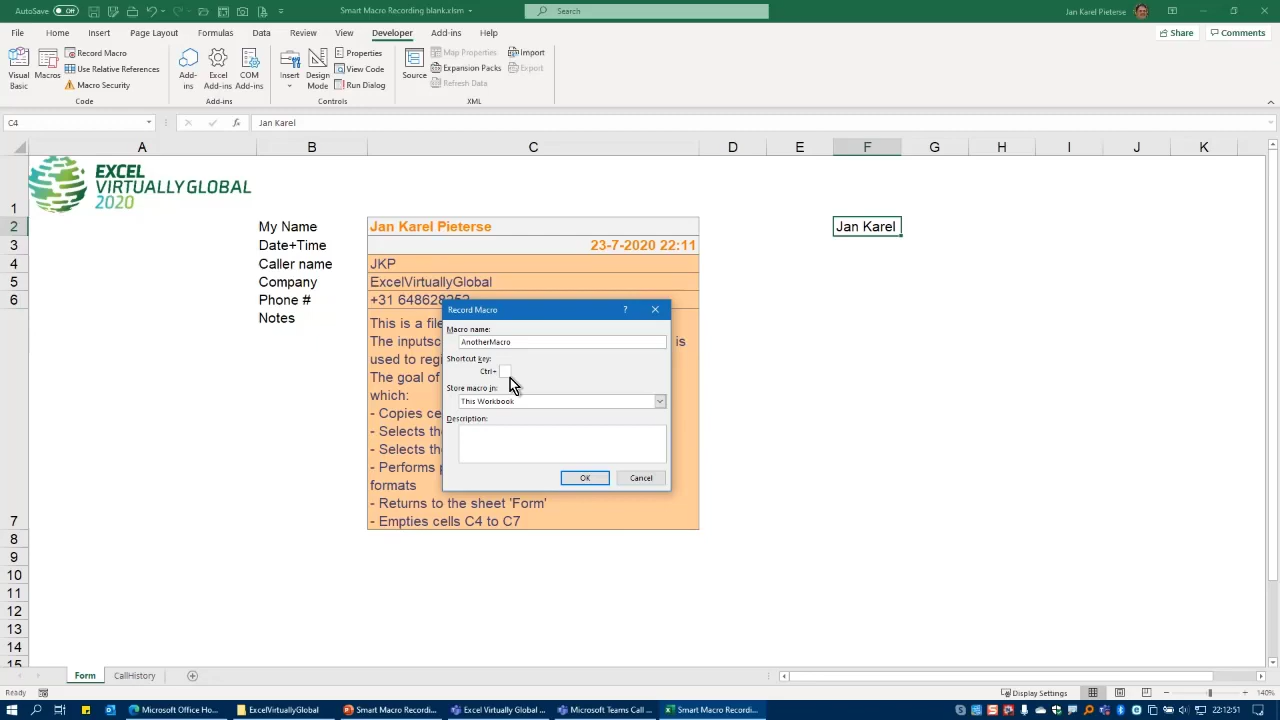 AutoSave Off
Smart Macro Recording blank.xlsm
Search
Jan Karel Pieterse
File Home Insert Page Layout Formulas Data Review View Developer Add-ins Help
Share Comments
Visual Basic
Macros
Record Macro
Use Relative References
Macro Security
Code
Add-ins
Excel Add-ins
COM Add-ins
Add-ins
Insert
Design Mode
Properties
View Code
Run Dialog
Controls
Source
Map Properties
Expansion Packs
Refresh Data
Import
Export
XML
C4
fx
Jan Karel
A B C D E F G H I J K
EXCEL
VIRTUALLY GLOBAL
2020
1
2 My Name Jan Karel Pieterse Jan Karel
3 Date+Time 23-7-2020 22:11
4 Caller name JKP
5 Company ExcelVirtuallyGlobal
6 Phone # +31 648628252
Notes
This is a file
The inputsc is
used to regi
The goal of
which:
- Copies ce
- Selects the
- Selects the
- Performs p
formats
- Returns to the sheet 'Form'
7 - Empties cells C4 to C7
8
9
10
11
12
13
14
15
Record Macro ?
Macro name:
AnotherMacro
Shortcut key:
Ctrl+
Store macro in:
This Workbook
Description:
OK Cancel
Form CallHistory
Ready
Display Settings
140%
Microsoft Office Ho...
ExcelVirtuallyGlobal
Smart Macro Recordi...
Excel Virtually Global ...
Microsoft Teams Call ...
Smart Macro Recordi...
22:12:51